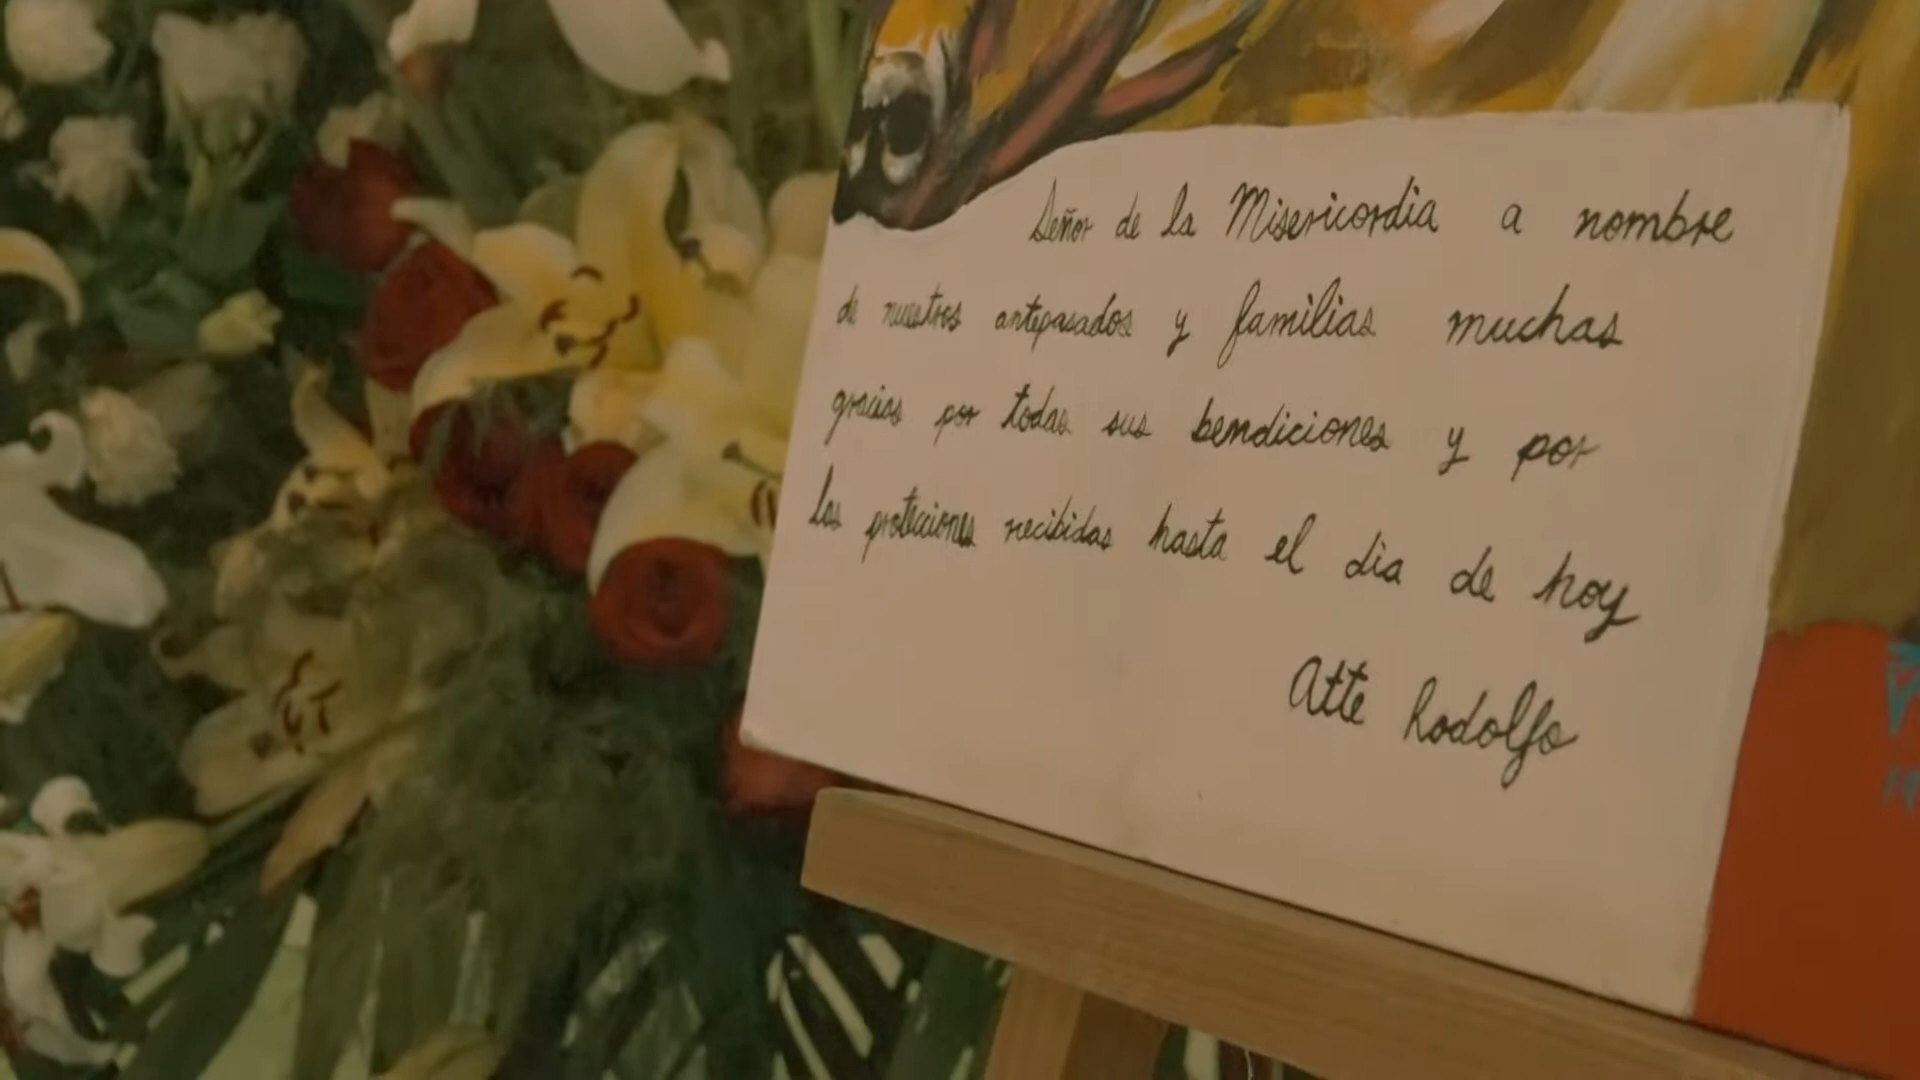 Señor de la Misericordia a nombre
de nuestros antepasados y familias muchas
gracias por todas sus bendiciones y por
las protecciones recibidas hasta el dia de hoy
Atte Rodolfo